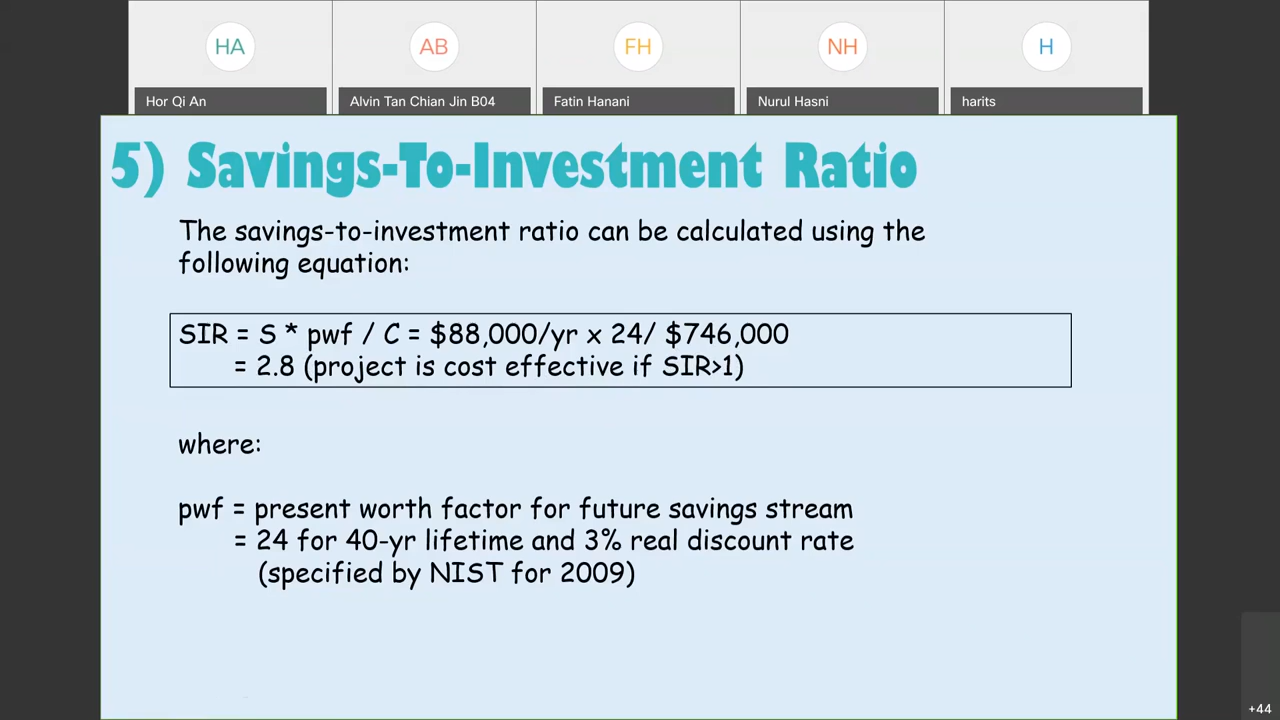 HA
AB
FH
NH
H
Hor Qi An
Alvin Tan Chian Jin B04
Fatin Hanani
Nurul Hasni
harits
5) Savings-To-Investment Ratio
The savings-to-investment ratio can be calculated using the
following equation:
SIR = S * pwf / C = $88,000/yr x 24/ $746,000
= 2.8 (project is cost effective if SIR>1)
where:
pwf = present worth factor for future savings stream
= 24 for 40-yr lifetime and 3% real discount rate
(specified by NIST for 2009)
+44